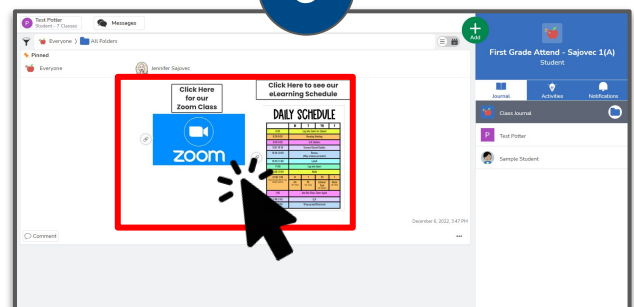 Test Potter
Student - 7 Classes
Messages
Add
Everyone
All Folders
Pinned
Everyone
Jennifer Sajovec
Click Here
for our
Zoom Class
Click Here to see our
eLearning Schedule
zoom
DAILY SCHEDULE
December 6, 2022, 3:47 PM
Comment
First Grade Attend - Sajovec 1(A)
Student
Journal
Activities
Notifications
Class Journal
P
Test Potter
Sample Student